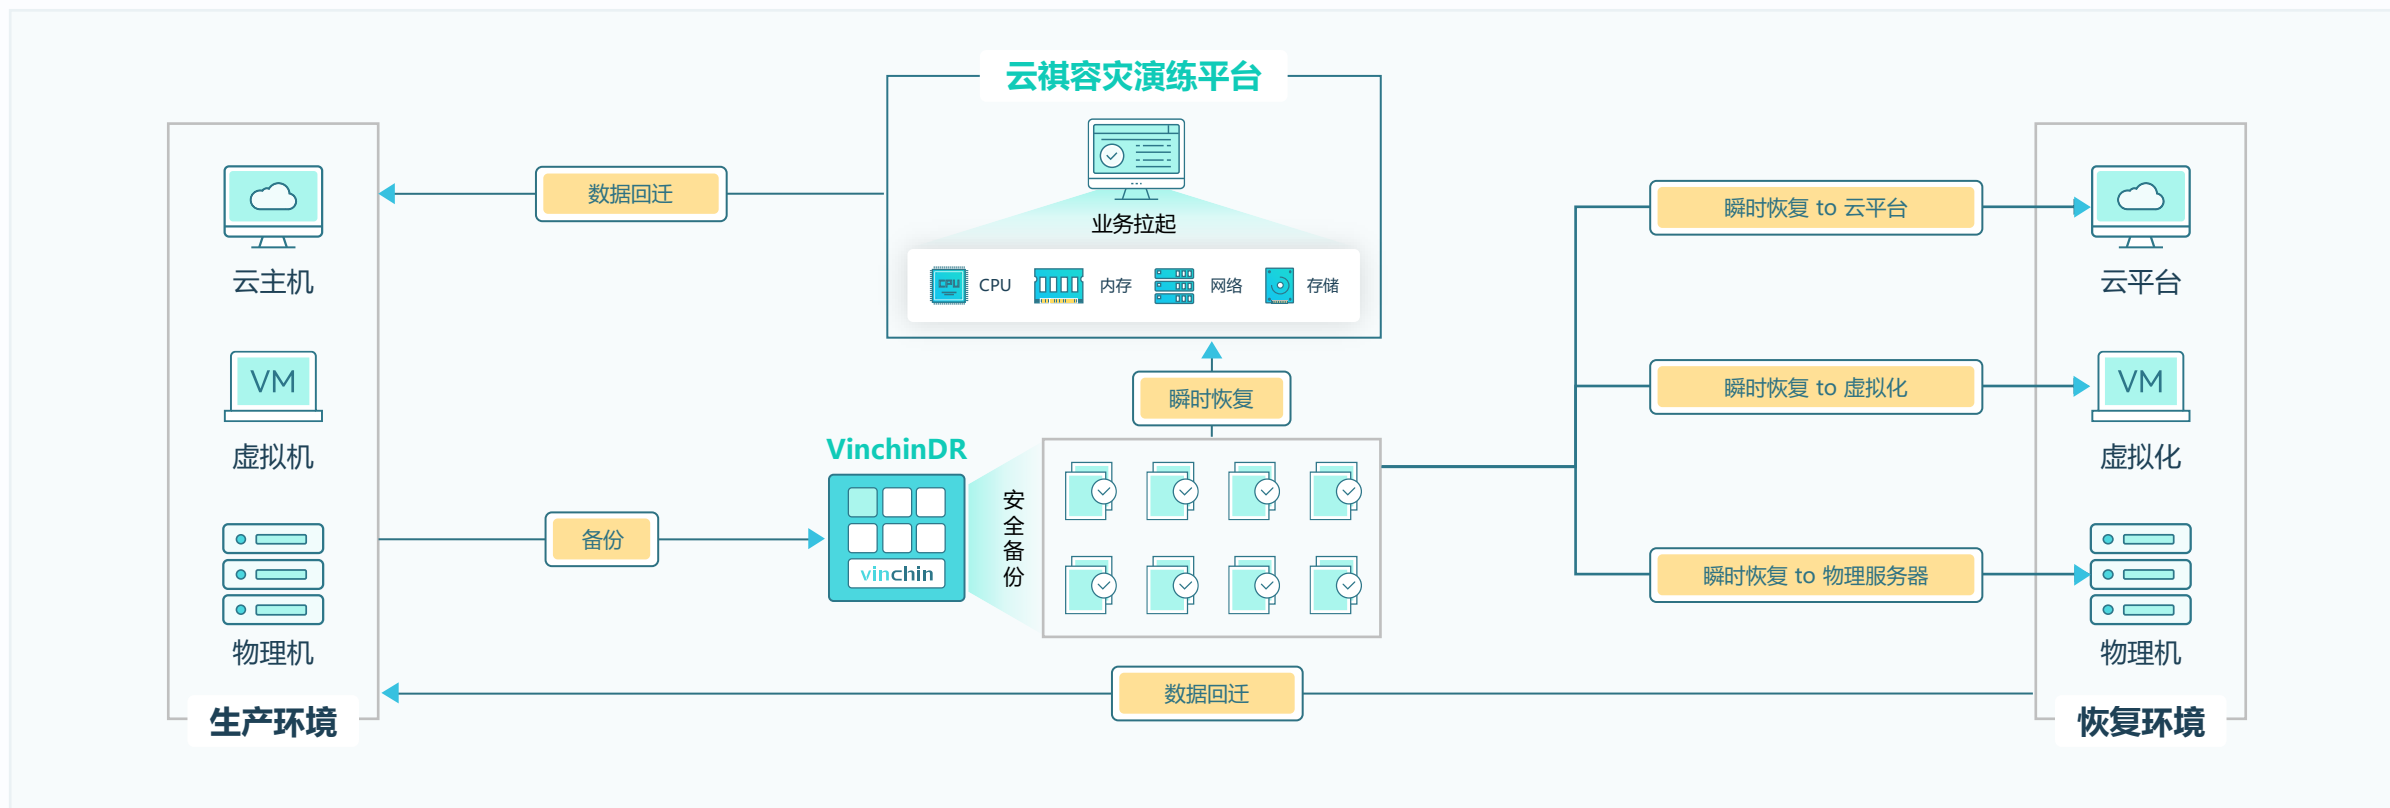 云祺容灾演练平台
数据回迁
业务拉起
CPU
CPU
内存
网络
存储
瞬时恢复
云主机
VM
虚拟机
物理机
生产环境
备份
VinchinDR
vinchin
安全备份
瞬时恢复 to 云平台
瞬时恢复 to 虚拟化
瞬时恢复 to 物理服务器
云平台
VM
虚拟化
物理机
恢复环境
数据回迁